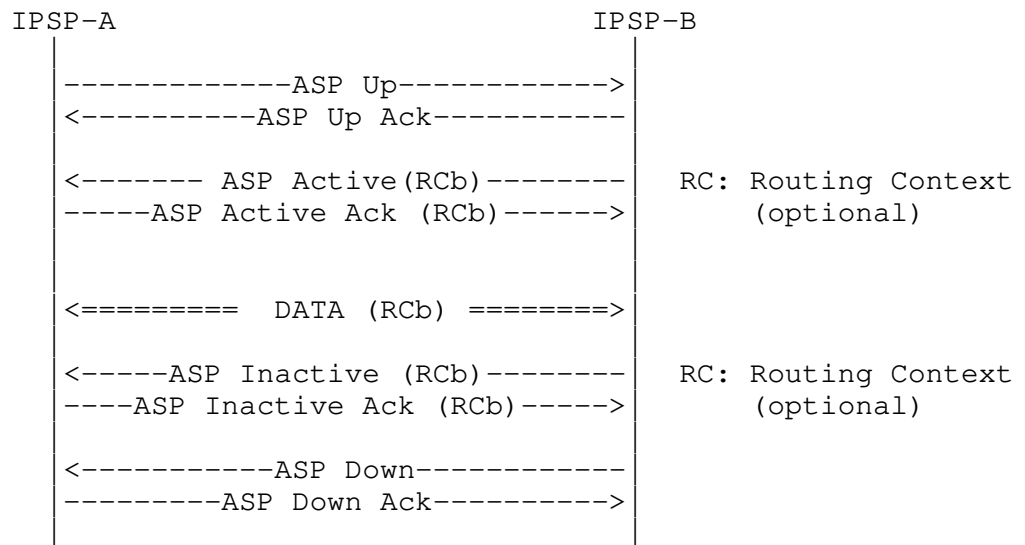 IPSP-A                                IPSP-B
|-------------ASP Up------------>|
|<----------ASP Up Ack-----------|
|<------- ASP Active(RCb)--------|   RC: Routing Context
|-----ASP Active Ack (RCb)------>|       (optional)
|<=========  DATA (RCb) ========>|
|<-----ASP Inactive (RCb)--------|   RC: Routing Context
|----ASP Inactive Ack (RCb)----->|       (optional)
|<-----------ASP Down------------|
|---------ASP Down Ack---------->|